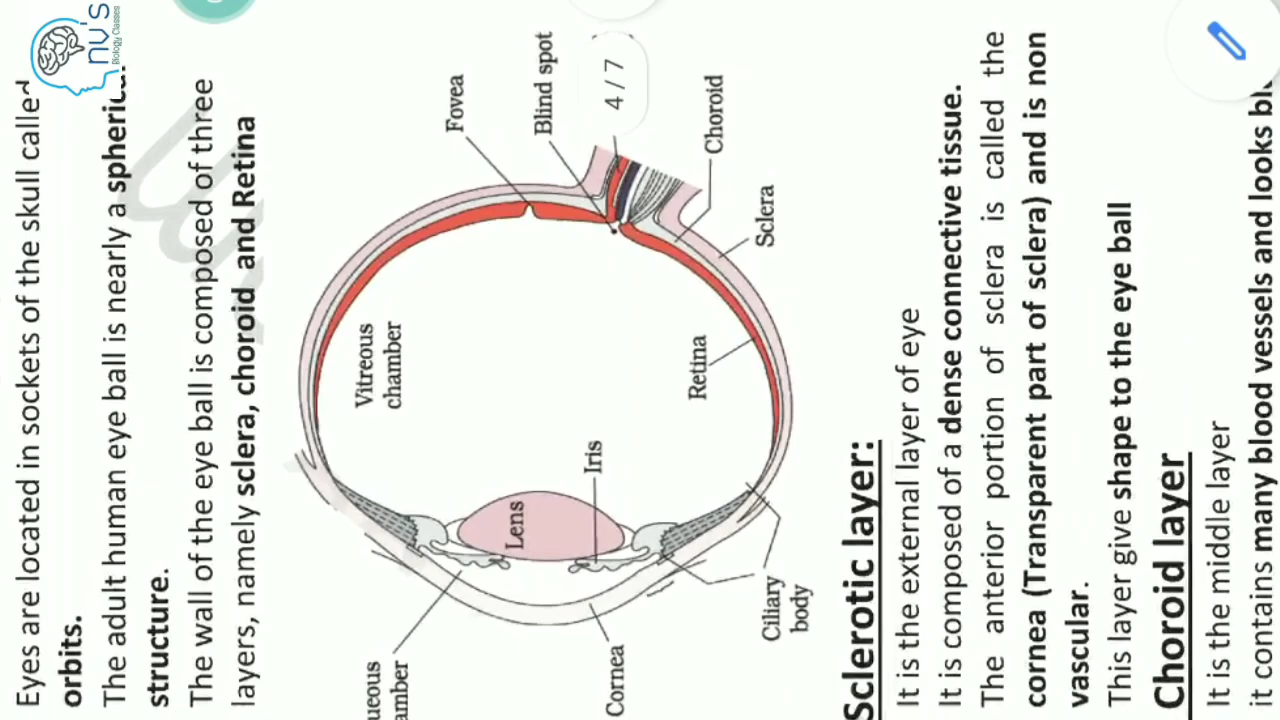 nv's
Biology Classes
Eyes are located in sockets of the skull called
orbits.
The adult human eye ball is nearly a
structure.
The wall of the eye ball is composed of three
layers, namely sclera, choroid and Retina
Fovea
Blind spot
4 / 7
Choroid
Sclera
Vitreous
chamber
Retina
Iris
Lens
Ciliary
body
Cornea
Sclerotic layer:
It is the external layer of eye
It is composed of a dense connective tissue.
The anterior portion of sclera is called the
cornea (Transparent part of sclera) and is non
vascular.
This layer give shape to the eye ball
Choroid layer
It is the middle layer
it contains many blood vessels and looks